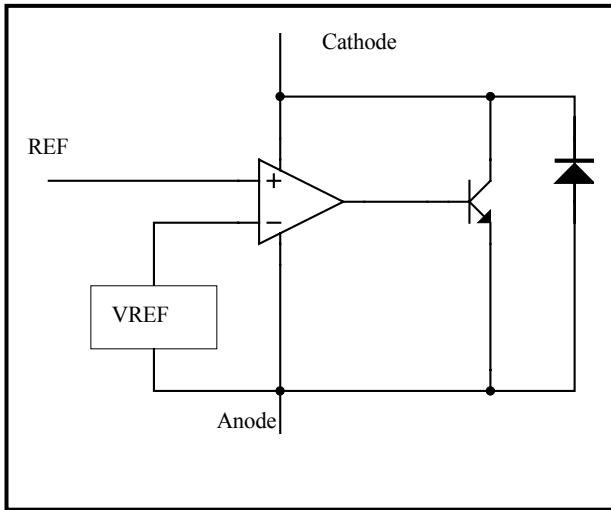 Cathode
REF
+
−
VREF
Anode